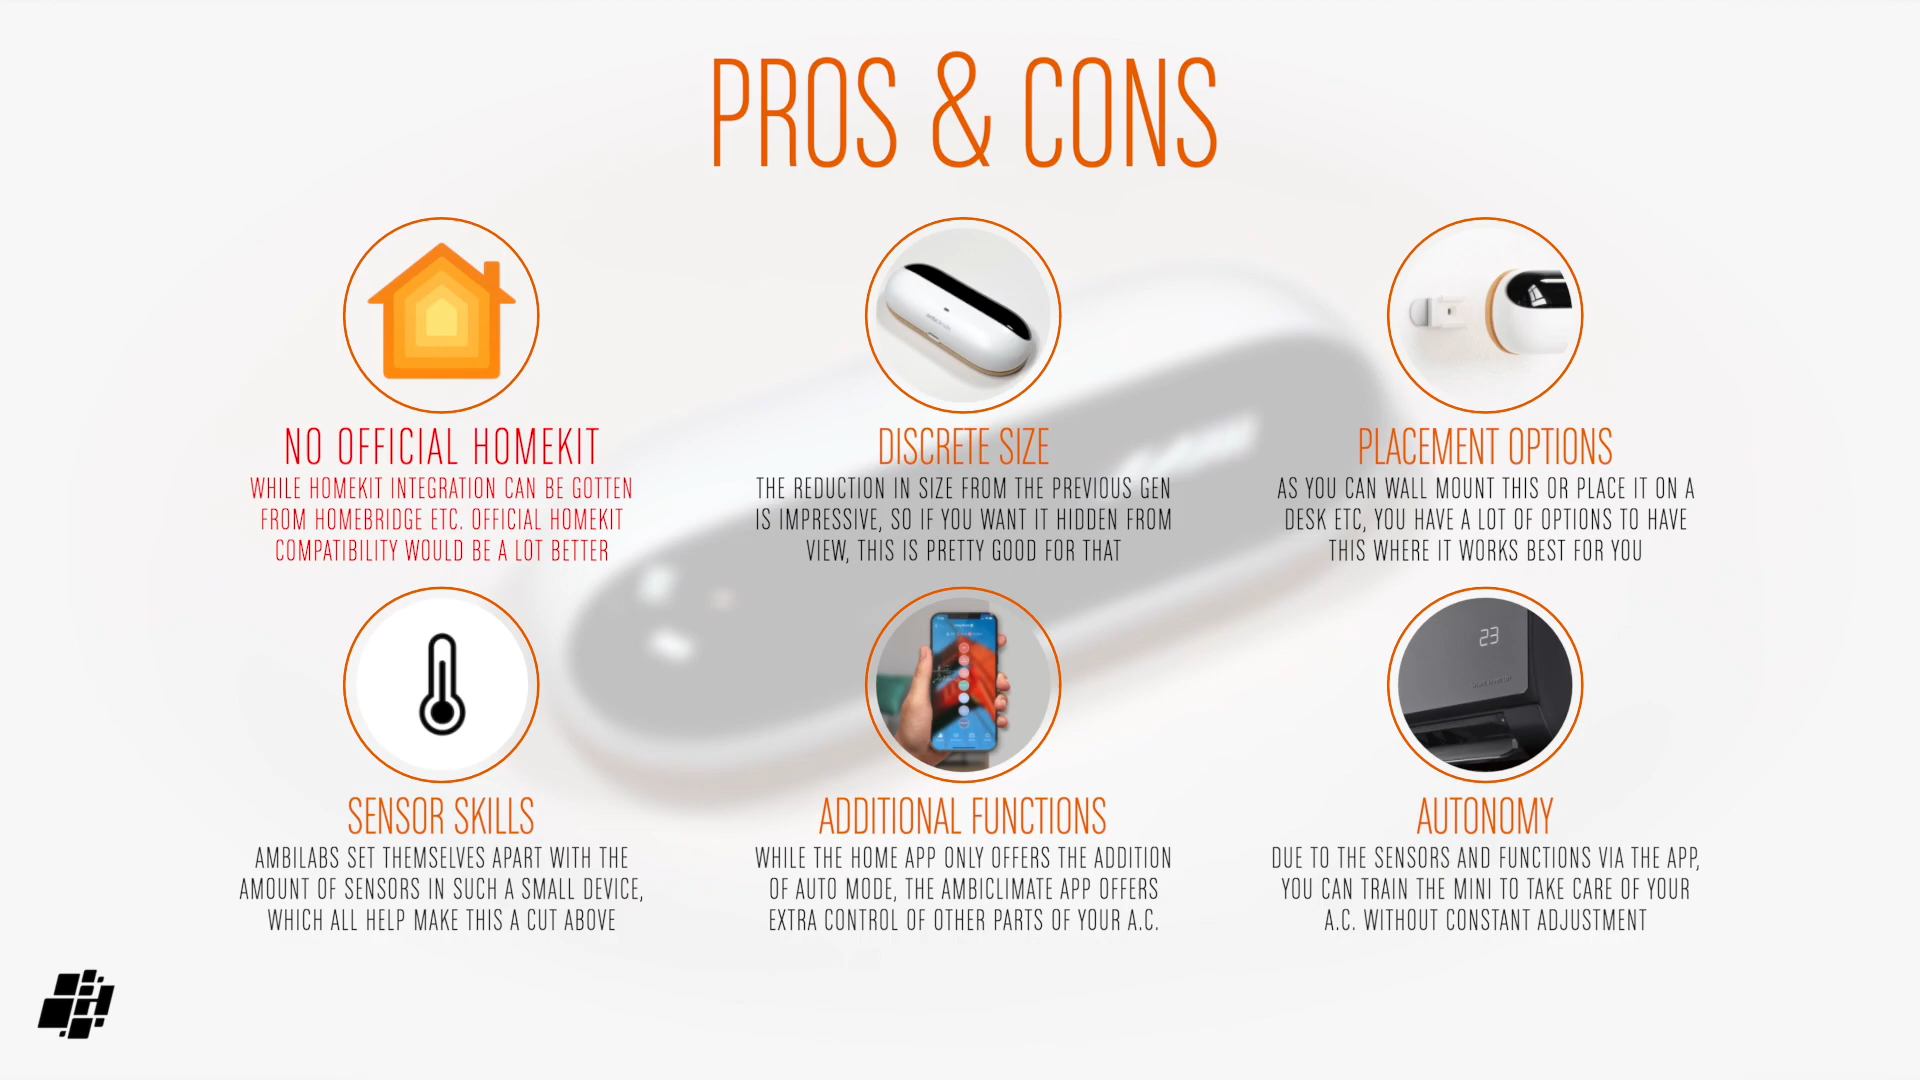 PROS & CONS
NO OFFICIAL HOMEKIT
WHILE HOMEKIT INTEGRATION CAN BE GOTTEN
FROM HOMEBRIDGE ETC. OFFICIAL HOMEKIT
COMPATIBILITY WOULD BE A LOT BETTER
DISCRETE SIZE
THE REDUCTION IN SIZE FROM THE PREVIOUS GEN
IS IMPRESSIVE, SO IF YOU WANT IT HIDDEN FROM
VIEW, THIS IS PRETTY GOOD FOR THAT
PLACEMENT OPTIONS
AS YOU CAN WALL MOUNT THIS OR PLACE IT ON A
DESK ETC, YOU HAVE A LOT OF OPTIONS TO HAVE
THIS WHERE IT WORKS BEST FOR YOU
23
SENSOR SKILLS
AMBILABS SET THEMSELVES APART WITH THE
AMOUNT OF SENSORS IN SUCH A SMALL DEVICE,
WHICH ALL HELP MAKE THIS A CUT ABOVE
ADDITIONAL FUNCTIONS
WHILE THE HOME APP ONLY OFFERS THE ADDITION
OF AUTO MODE, THE AMBICLIMATE APP OFFERS
EXTRA CONTROL OF OTHER PARTS OF YOUR A.C.
AUTONOMY
DUE TO THE SENSORS AND FUNCTIONS VIA THE APP,
YOU CAN TRAIN THE MINI TO TAKE CARE OF YOUR
A.C. WITHOUT CONSTANT ADJUSTMENT